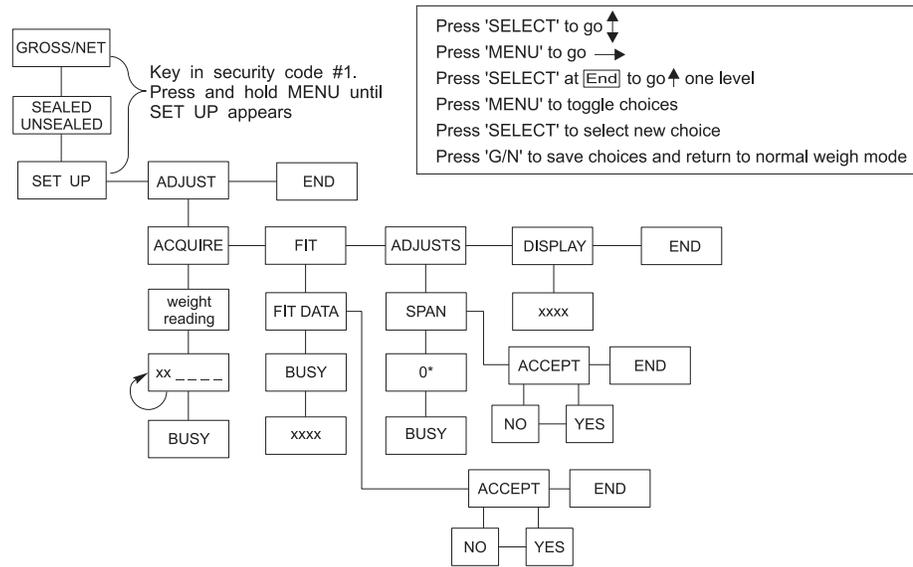 GROSS/NET
SEALED
UNSEALED
SET UP
Key in security code #1.
Press and hold MENU until
SET UP appears
Press 'SELECT' to go
Press 'MENU' to go
Press 'SELECT' at End to go one level
Press 'MENU' to toggle choices
Press 'SELECT' to select new choice
Press 'G/N' to save choices and return to normal weigh mode
ADJUST
END
ACQUIRE
FIT
ADJUSTS
DISPLAY
END
weight
reading
FIT DATA
SPAN
xxxx
xx _ _ _ _
BUSY
0*
ACCEPT
END
BUSY
xxxx
BUSY
NO
YES
ACCEPT
END
NO
YES